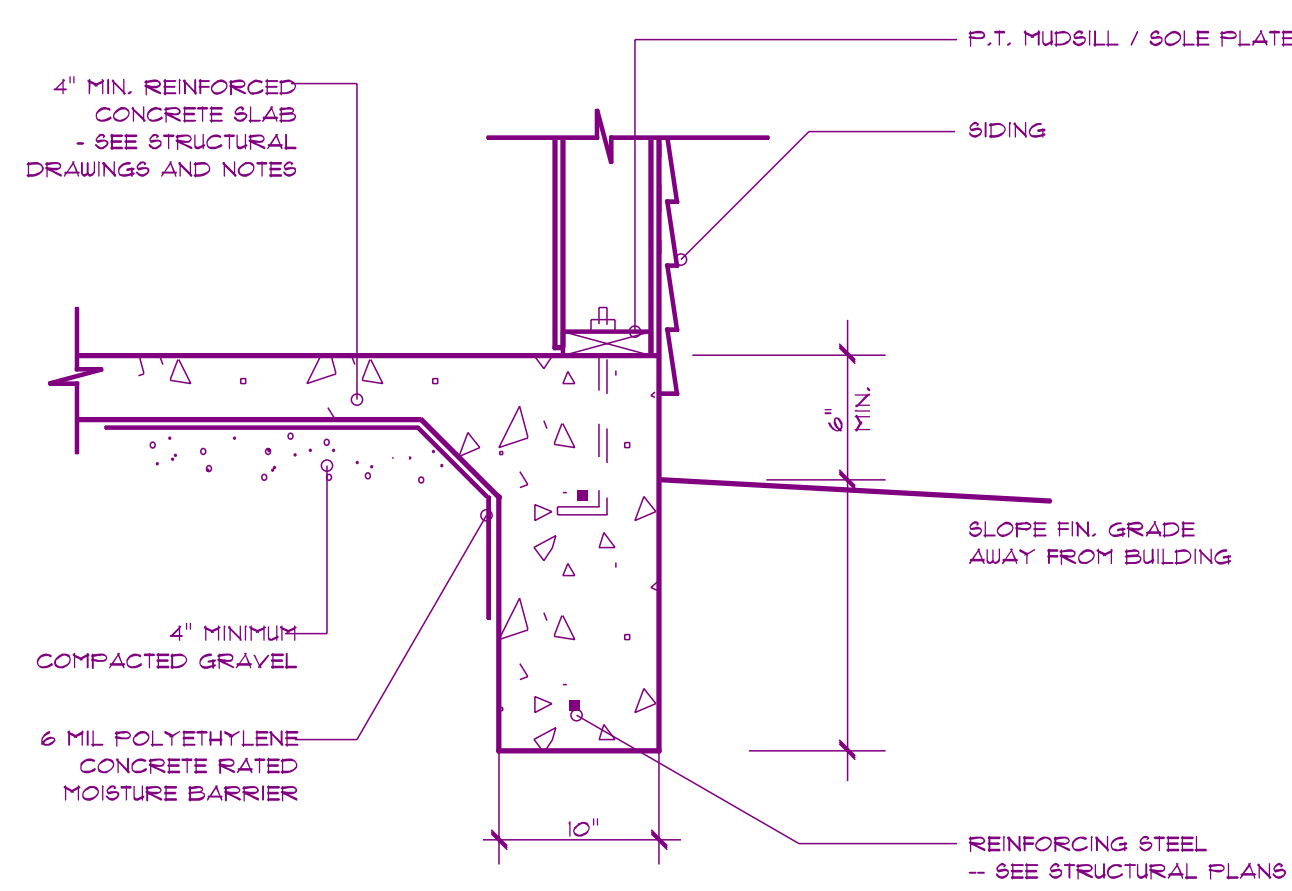 P.T. MUDSILL / SOLE PLATE
4" MIN. REINFORCED
CONCRETE SLAB
- SEE STRUCTURAL
DRAWINGS AND NOTES
SIDING
6"
MIN.
SLOPE FIN. GRADE
AWAY FROM BUILDING
4" MINIMUM
COMPACTED GRAVEL
6 MIL POLYETHYLENE
CONCRETE RATED
MOISTURE BARRIER
10"
REINFORCING STEEL
-- SEE STRUCTURAL PLANS